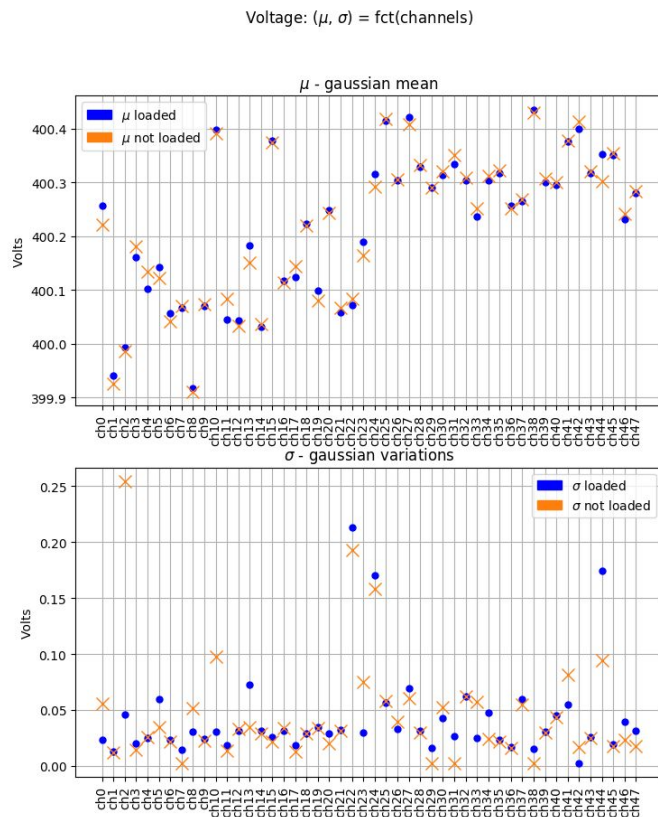 Voltage: (μ, σ) = fct(channels)
μ - gaussian mean
μ loaded
μ not loaded
400.4
400.3
400.2
400.1
400.0
399.9
Volts
ch0 ch1 ch2 ch3 ch4 ch5 ch6 ch7 ch8 ch9 ch10 ch11 ch12 ch13 ch14 ch15 ch16 ch17 ch18 ch19 ch20 ch21 ch22 ch23 ch24 ch25 ch26 ch27 ch28 ch29 ch30 ch31 ch32 ch33 ch34 ch35 ch36 ch37 ch38 ch39 ch40 ch41 ch42 ch43 ch44 ch45 ch46 ch47
σ - gaussian variations
σ loaded
σ not loaded
0.25
0.20
0.15
0.10
0.05
0.00
Volts
ch0 ch1 ch2 ch3 ch4 ch5 ch6 ch7 ch8 ch9 ch10 ch11 ch12 ch13 ch14 ch15 ch16 ch17 ch18 ch19 ch20 ch21 ch22 ch23 ch24 ch25 ch26 ch27 ch28 ch29 ch30 ch31 ch32 ch33 ch34 ch35 ch36 ch37 ch38 ch39 ch40 ch41 ch42 ch43 ch44 ch45 ch46 ch47